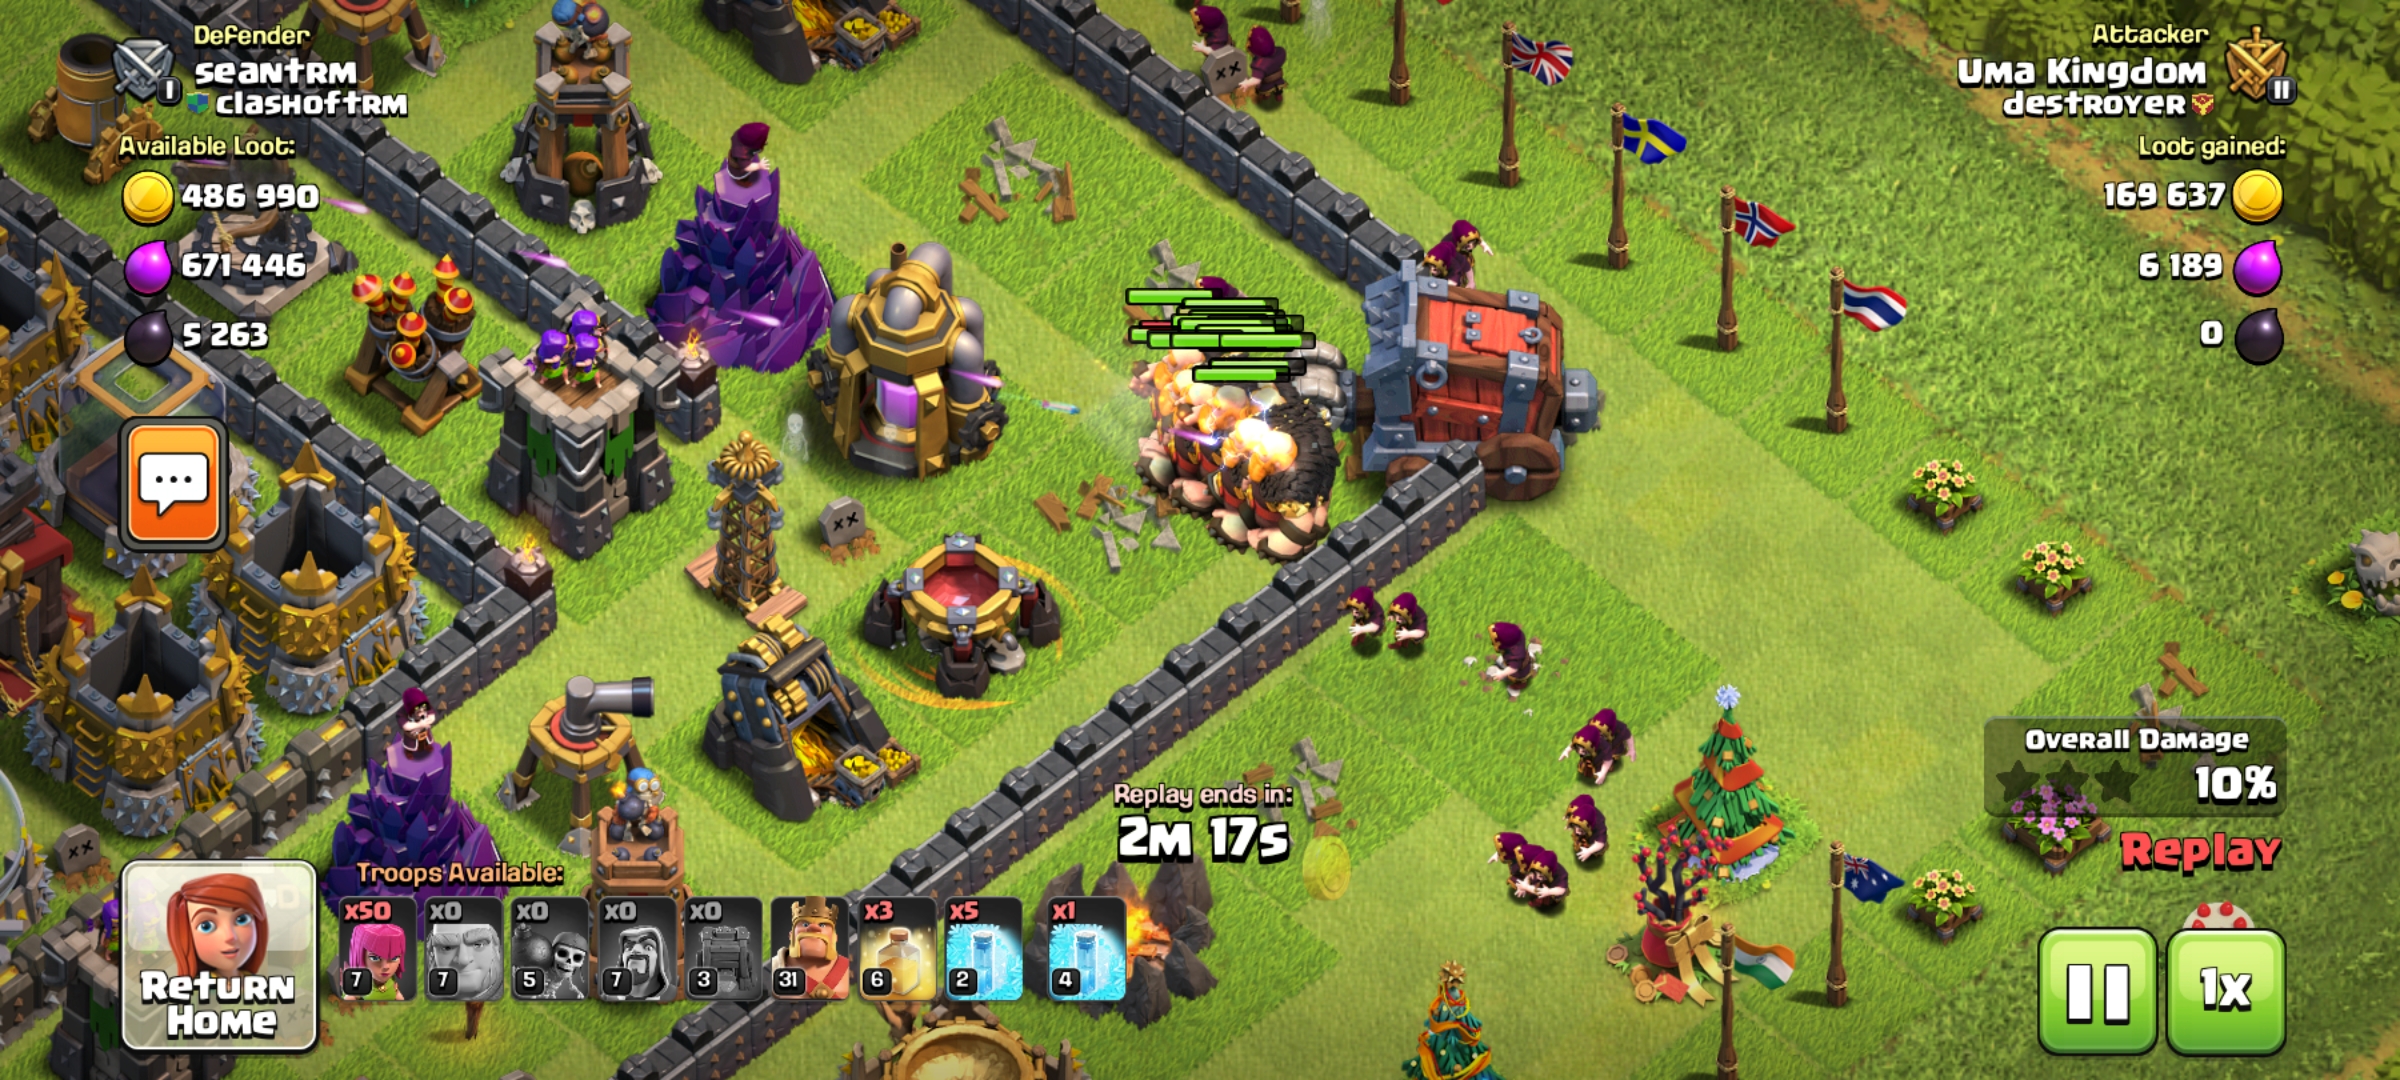 Defender
seantRM
clashoftRM
Available Loot:
486 990
671 446
5 263
Attacker
Uma Kingdom
destroyer
Loot gained:
169 637
6 189
0
Overall Damage
10%
Replay
Replay ends in:
2M 17s
Troops Available:
x50
x0
x0
x0
x0
x3
x5
x1
7
7
5
7
3
31
6
2
4
Return
Home
1x